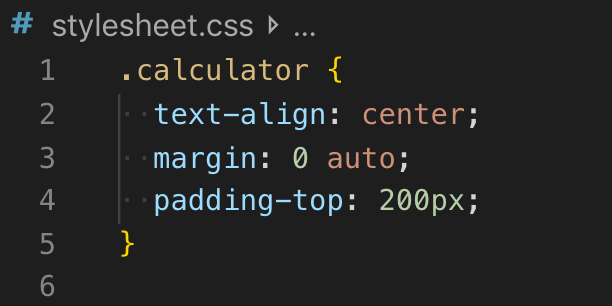 # stylesheet.css > ...
1 .calculator {
2 text-align: center;
3 margin: 0 auto;
4 padding-top: 200px;
5 }
6